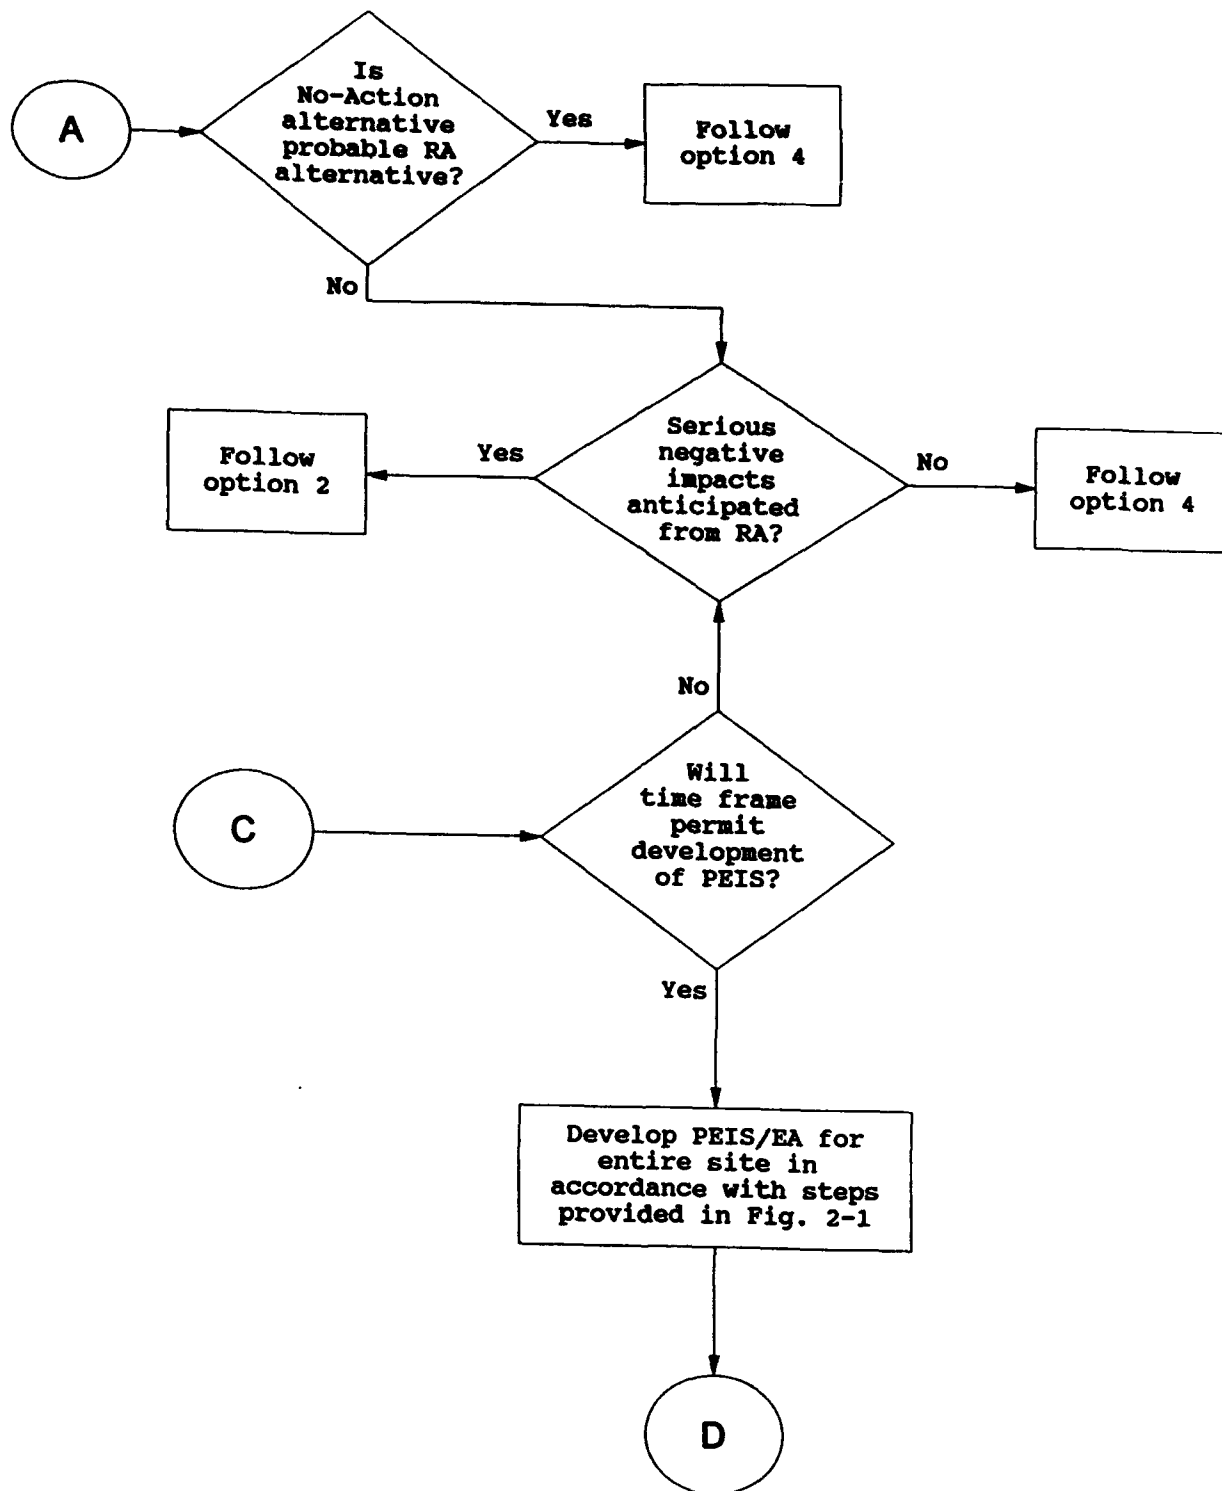 A
Is
No-Action
alternative
probable RA
alternative?
Yes
Follow
option 4
No
Follow
option 2
Yes
Serious
negative
impacts
anticipated
from RA?
No
Follow
option 4
No
C
Will
time frame
permit
development
of PEIS?
Yes
Develop PEIS/EA for
entire site in
accordance with steps
provided in Fig. 2-1
D